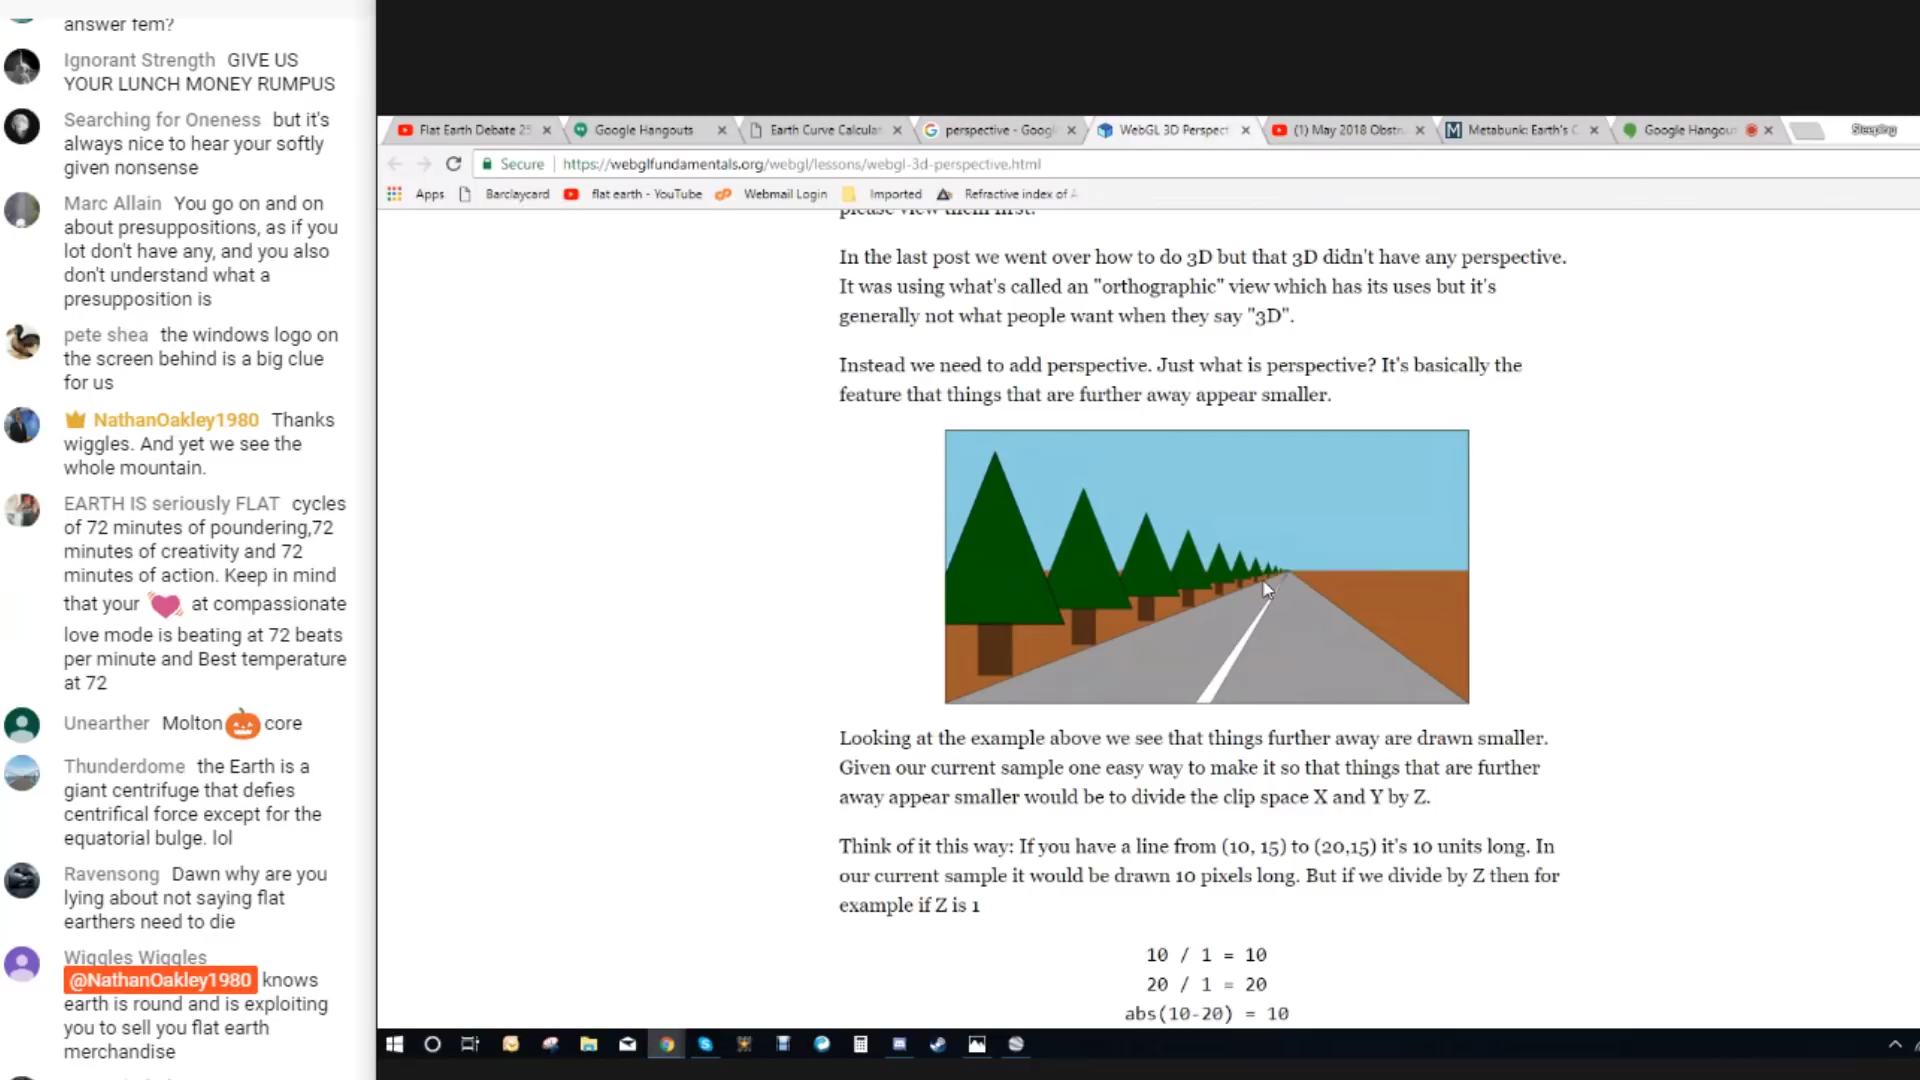 answer fem?
Ignorant Strength GIVE US
YOUR LUNCH MONEY RUMPUS
Searching for Oneness but it's
always nice to hear your softly
given nonsense
Marc Allain You go on and on
about presuppositions, as if you
lot don't have any, and you also
don't understand what a
presupposition is
pete shea the windows logo on
the screen behind is a big clue
for us
NathanOakley1980 Thanks
wiggles. And yet we see the
whole mountain.
EARTH IS seriously FLAT cycles
of 72 minutes of poundering,72
minutes of creativity and 72
minutes of action. Keep in mind
that your at compassionate
love mode is beating at 72 beats
per minute and Best temperature
at 72
Unearther Molton core
Thunderdome the Earth is a
giant centrifuge that defies
centrifical force except for the
equatorial bulge. lol
Ravensong Dawn why are you
lying about not saying flat
earthers need to die
Wiggles Wiggles
@NathanOakley1980 knows
earth is round and is exploiting
you to sell you flat earth
merchandise
Flat Earth Debate 25 Google Hangouts Earth Curve Calcula perspective - Goog WebGL 3D Perspect (1) May 2018 Obstr Metabunk: Earth's C Google Hangou
Secure https://webglfundamentals.org/webgl/lessons/webgl-3d-perspective.html
Apps Barclaycard flat earth - YouTube Webmail Login Imported Refractive index of
please view them first.
In the last post we went over how to do 3D but that 3D didn't have any perspective.
It was using what's called an "orthographic" view which has its uses but it's
generally not what people want when they say "3D".
Instead we need to add perspective. Just what is perspective? It's basically the
feature that things that are further away appear smaller.
Looking at the example above we see that things further away are drawn smaller.
Given our current sample one easy way to make it so that things that are further
away appear smaller would be to divide the clip space X and Y by Z.
Think of it this way: If you have a line from (10, 15) to (20,15) it's 10 units long. In
our current sample it would be drawn 10 pixels long. But if we divide by Z then for
example if Z is 1
10 / 1 = 10
20 / 1 = 20
abs(10-20) = 10